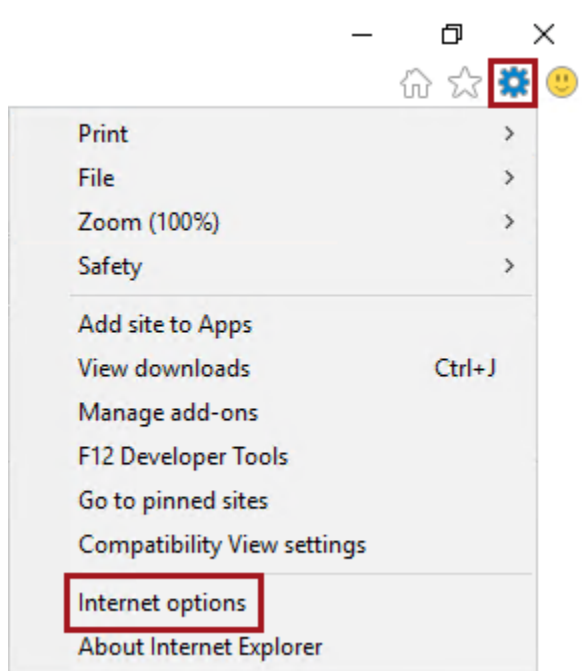 Print
File
Zoom (100%)
Safety
Add site to Apps
View downloads Ctrl+J
Manage add-ons
F12 Developer Tools
Go to pinned sites
Compatibility View settings
Internet options
About Internet Explorer